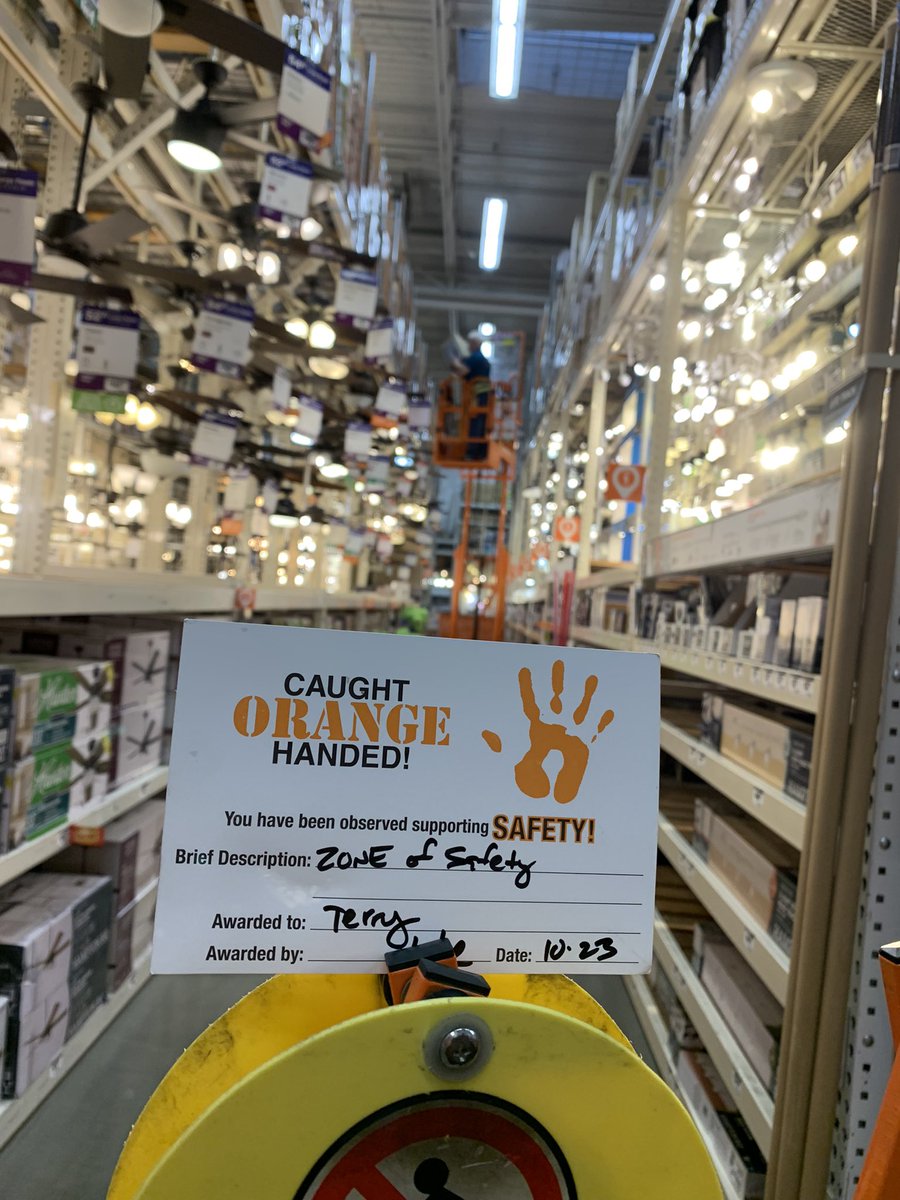 CAUGHT
ORANGE
HANDED!
You have been observed supporting SAFETY!
Brief Description: ZONE of Safety
Awarded to: Terry
Awarded by: Date: 10-23